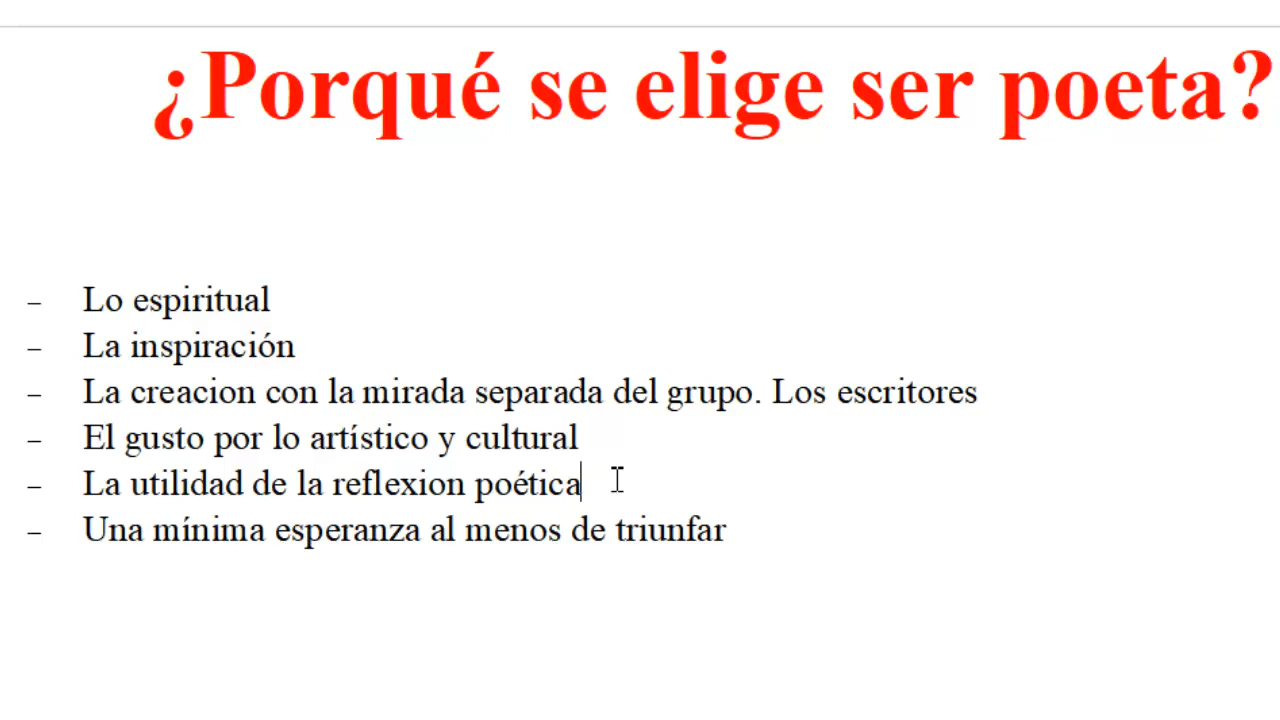 ¿Porqué se elige ser poeta?
– Lo espiritual
– La inspiración
– La creacion con la mirada separada del grupo. Los escritores
– El gusto por lo artístico y cultural
– La utilidad de la reflexion poética
– Una mínima esperanza al menos de triunfar